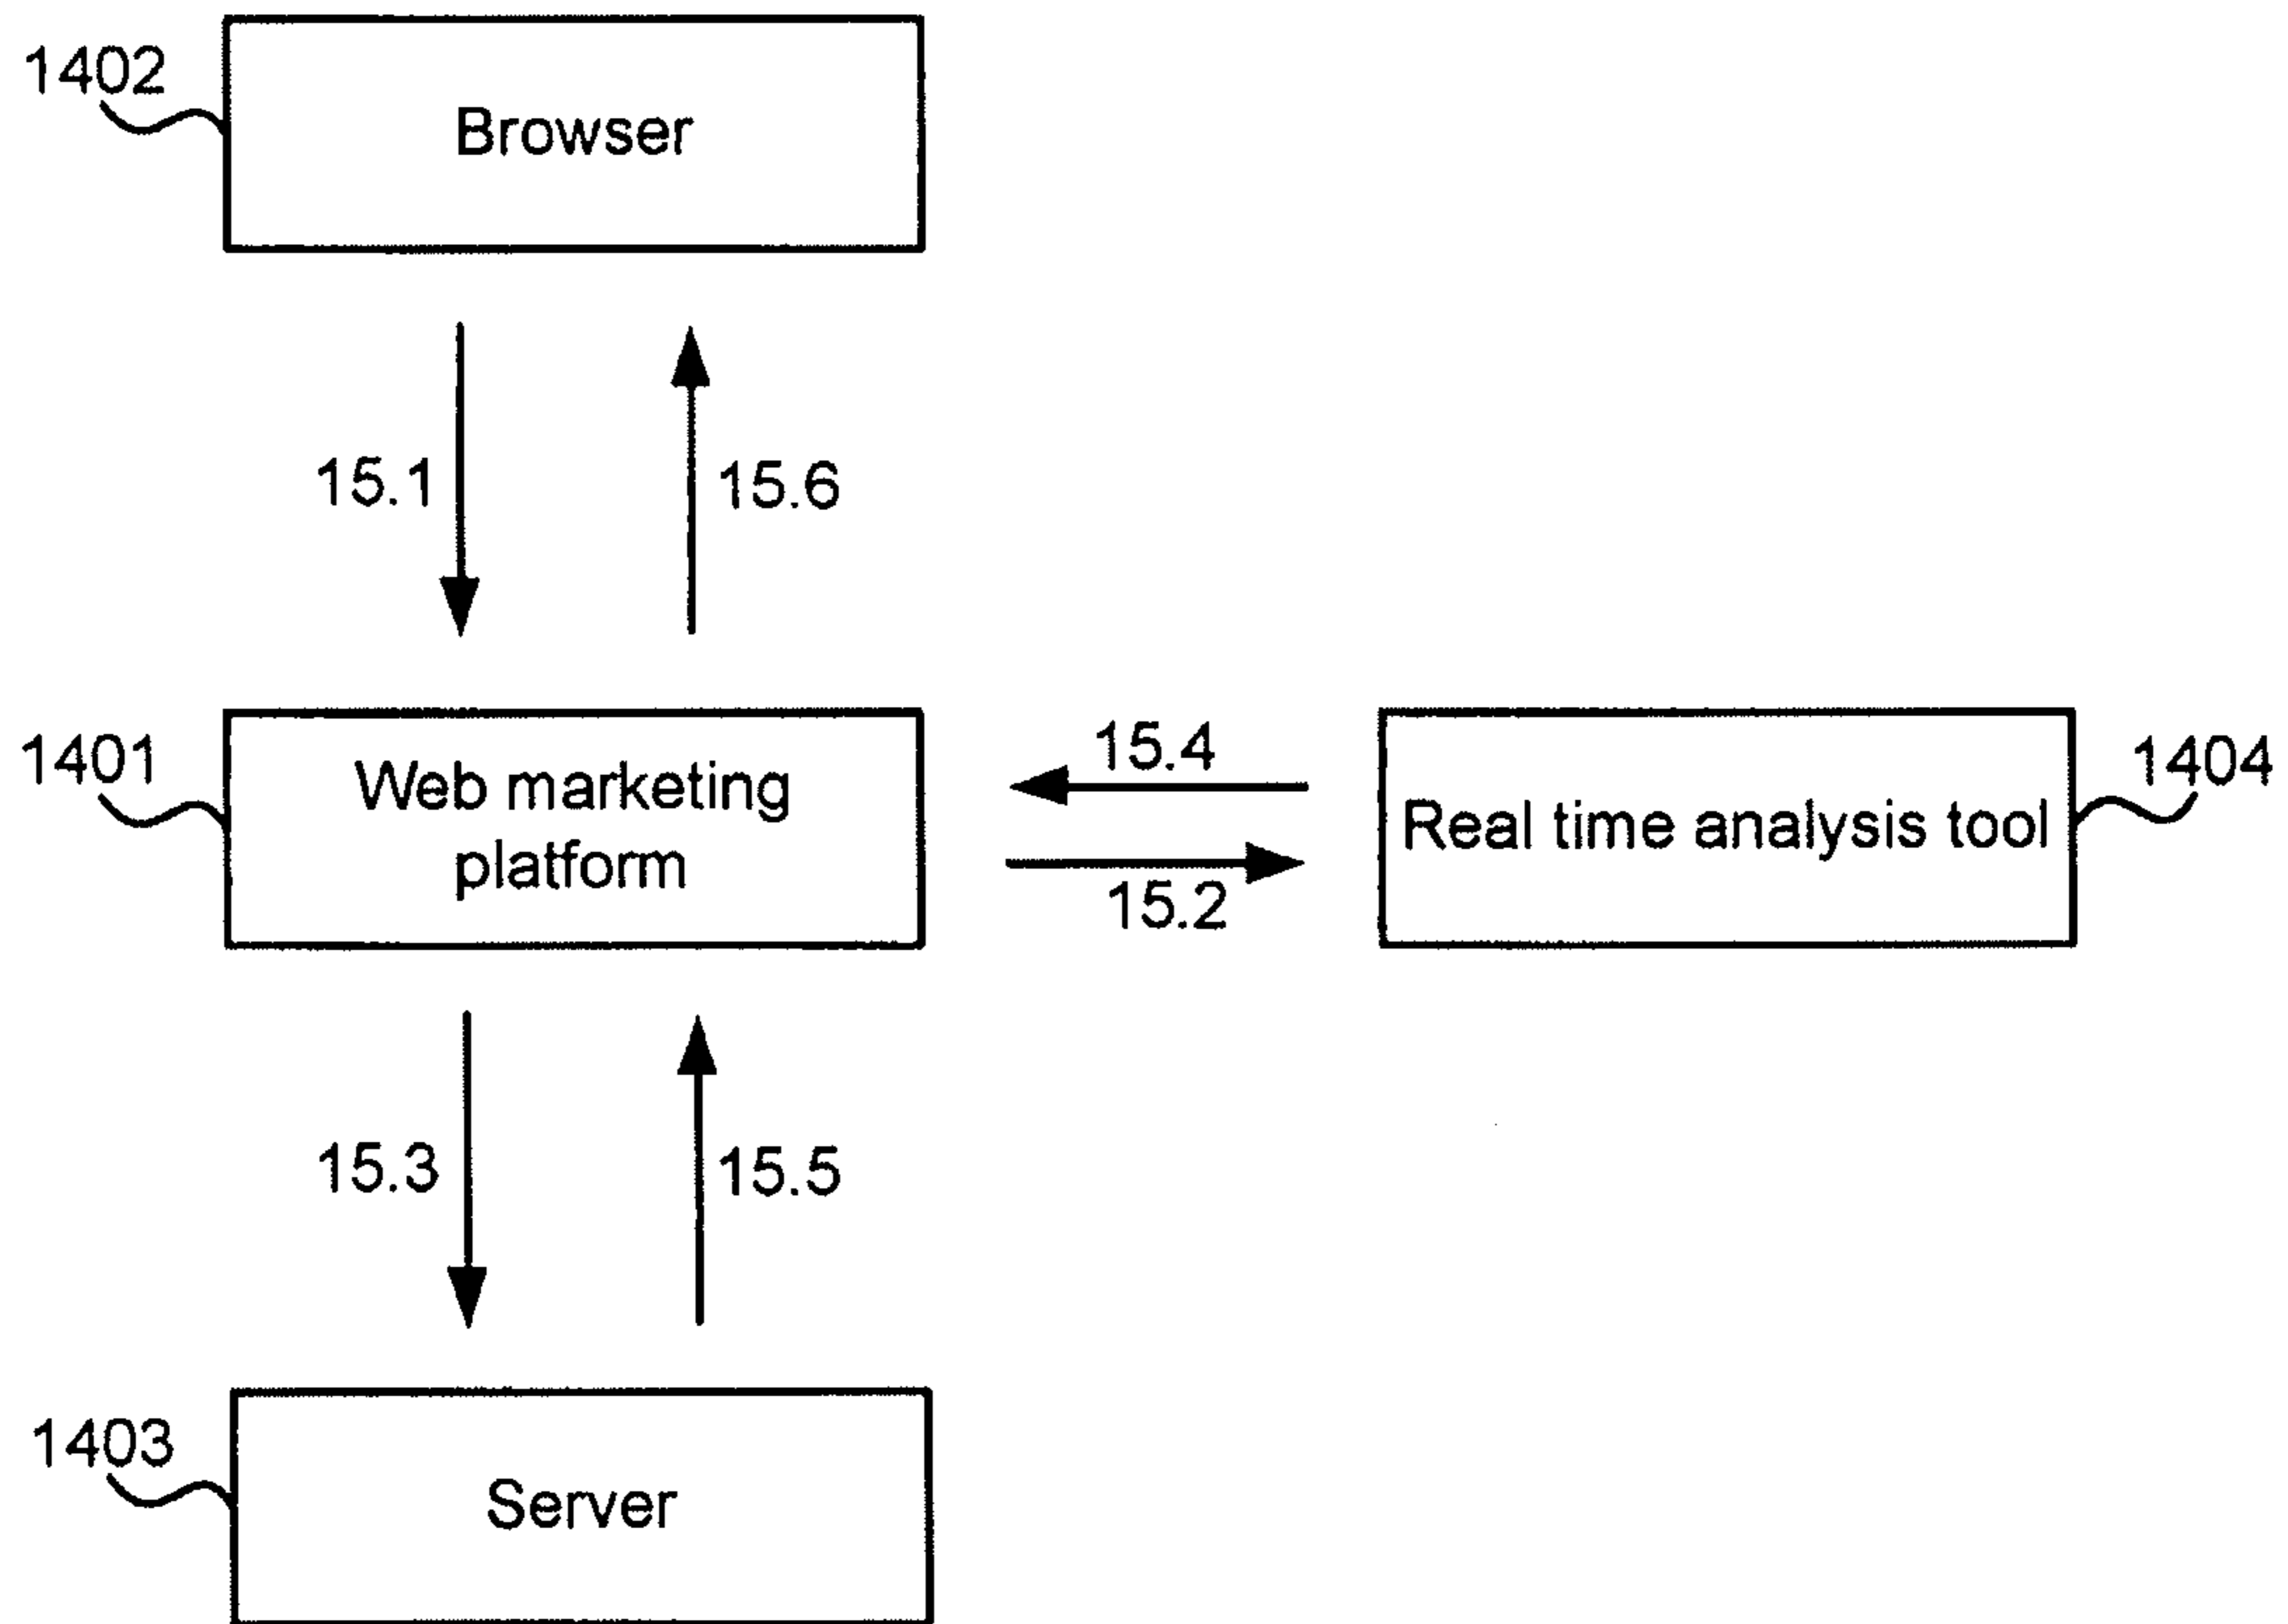 1402
Browser
15.1
15.6
1401
Web marketing
platform
15.4
15.2
Real time analysis tool
1404
15.3
15.5
1403
Server